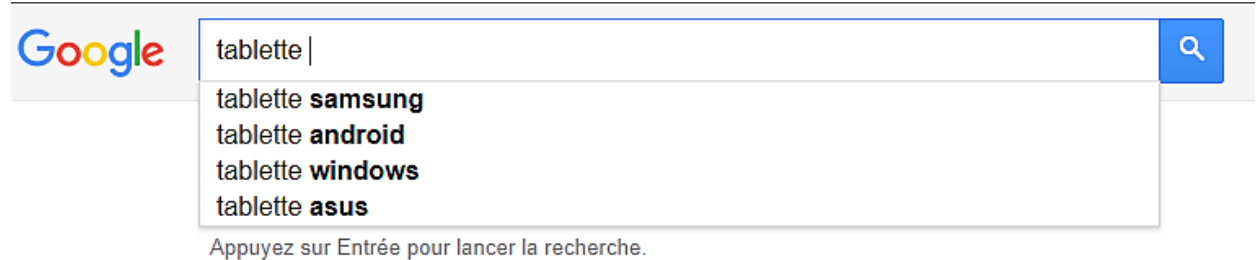 Google tablette
tablette samsung
tablette android
tablette windows
tablette asus
Appuyez sur Entrée pour lancer la recherche.